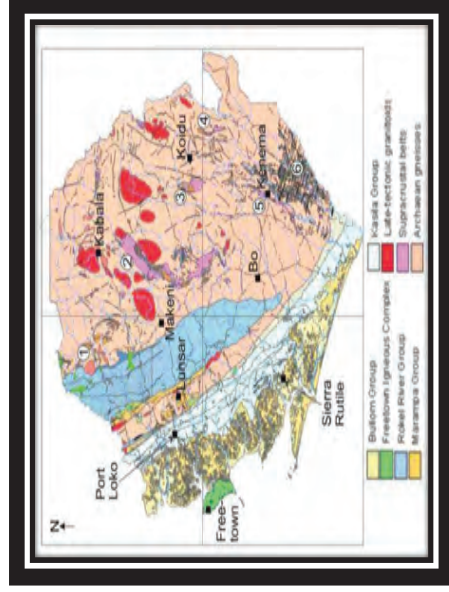 N
Kabala
1
2
Koidu
4
3
Makeni
Port
Loko
Lunsar
Free-
town
Bo
5
Kenema
6
Sierra
Rutile
Bullom Group
Freetown Igneous Complex
Rokel River Group
Marampa Group
Kasila Group
Late-tectonic granitoids
Supracrustal belts
Archaean gneisses